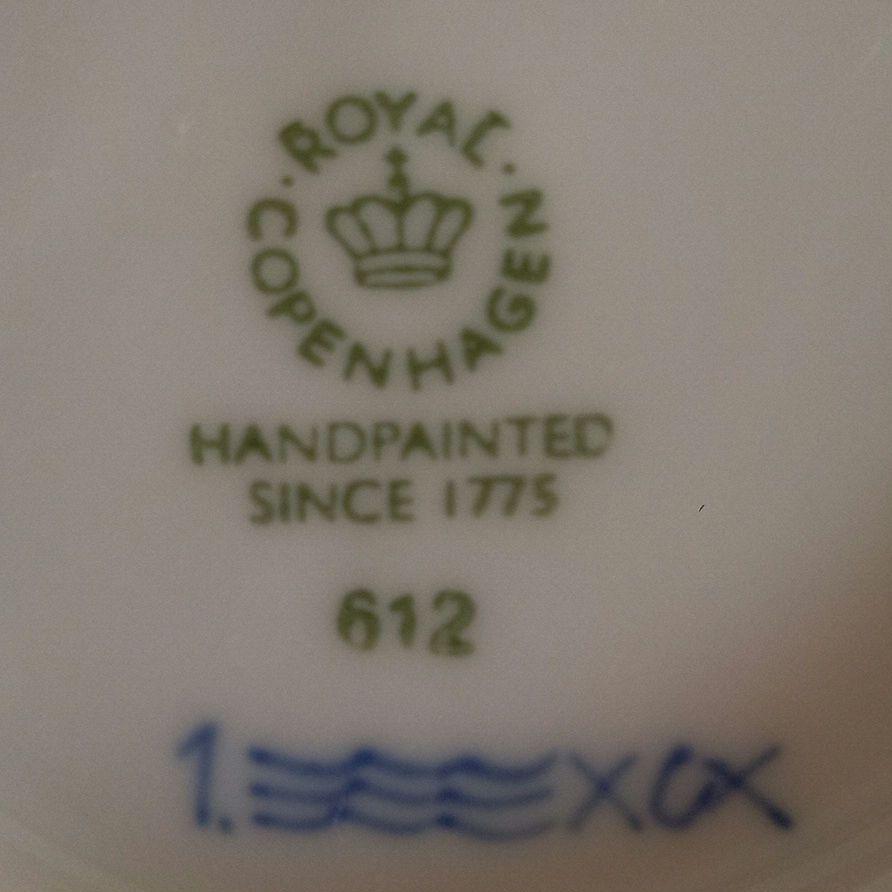 ROYAL
COPENHAGEN
HANDPAINTED
SINCE 1775
612
1.